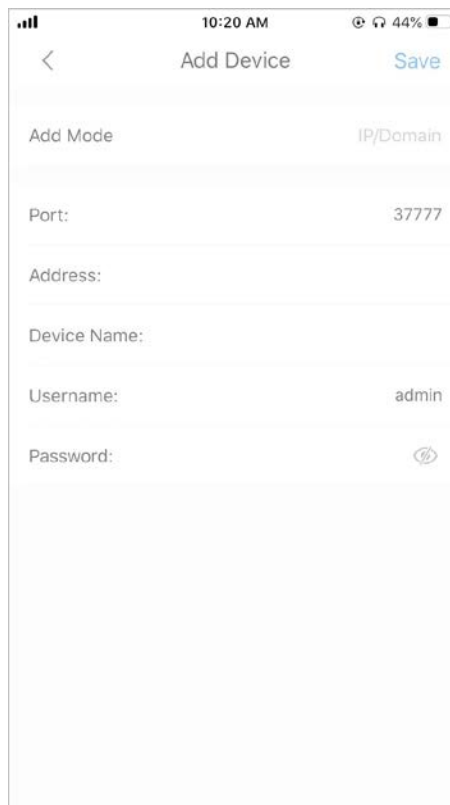 10:20 AM 44%
Add Device Save
Add Mode IP/Domain
Port: 37777
Address:
Device Name:
Username: admin
Password: